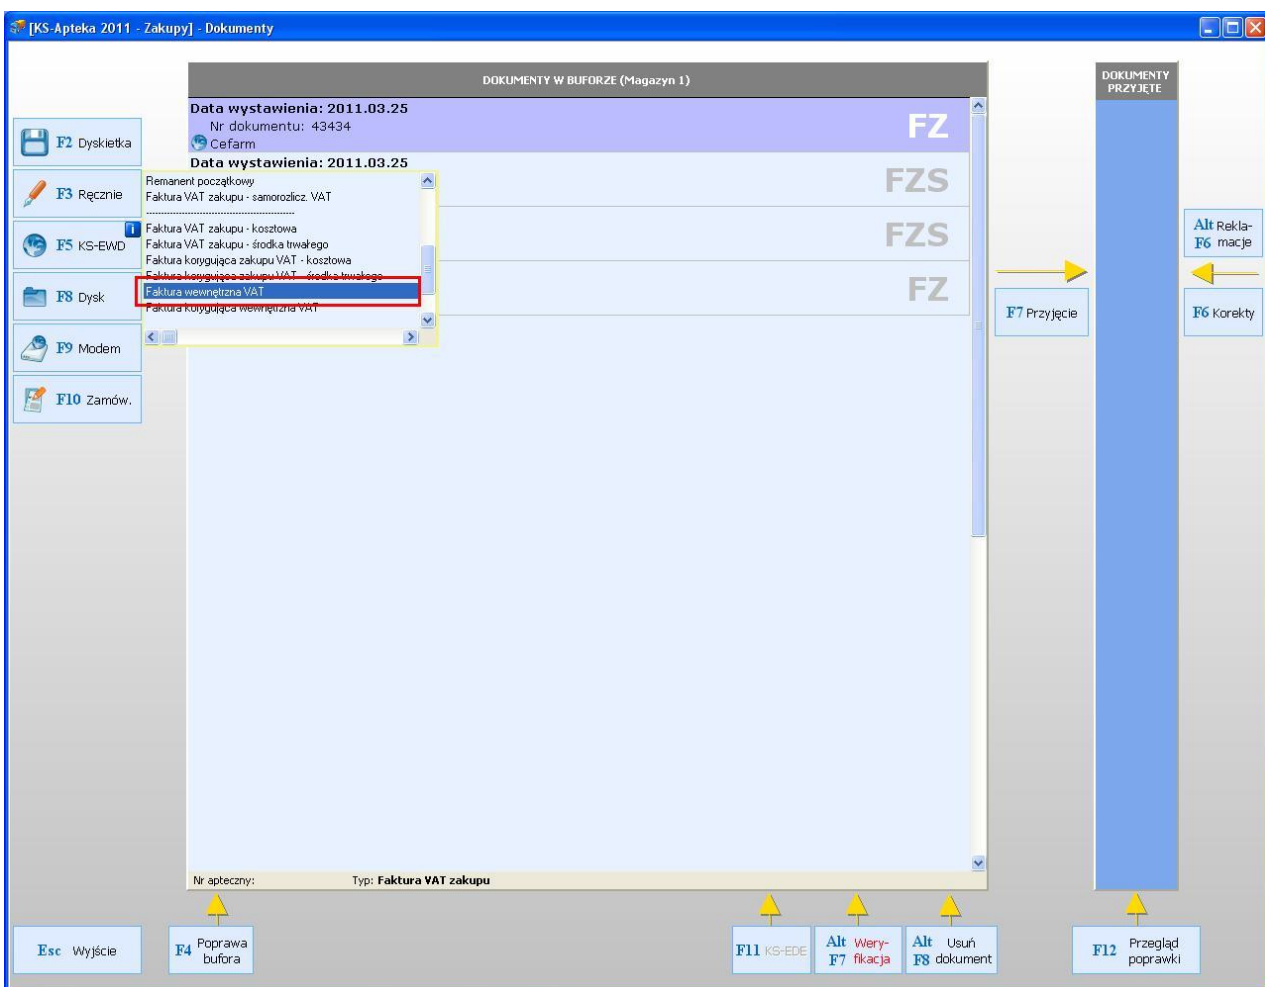 [KS-Apteka 2011 - Zakupy] - Dokumenty
DOKUMENTY W BUFORZE (Magazyn 1)
DOKUMENTY
PRZYJĘTE
Data wystawienia: 2011.03.25
Nr dokumentu: 43434
Cefarm
FZ
Data wystawienia: 2011.03.25
FZS
FZS
FZ
F2 Dyskietka
F3 Ręcznie
F5 KS-EWD
F8 Dysk
F9 Modem
F10 Zamów.
Remanent początkowy
Faktura VAT zakupu - samorozlicz. VAT
Faktura VAT zakupu - kosztowa
Faktura VAT zakupu - środka trwałego
Faktura korygująca zakupu VAT - kosztowa
Faktura korygująca zakupu VAT - środka trwałego
Faktura wewnętrzna VAT
Faktura korygująca wewnętrzna VAT
F7 Przyjęcie
Alt Rekla-
F6 macje
F6 Korekty
Nr apteczny: Typ: Faktura VAT zakupu
Esc Wyjście
F4 Poprawa
bufora
F11 KS-EDE
Alt Wery-
F7 fikacja
Alt Usuń
F8 dokument
F12 Przegląd
poprawki